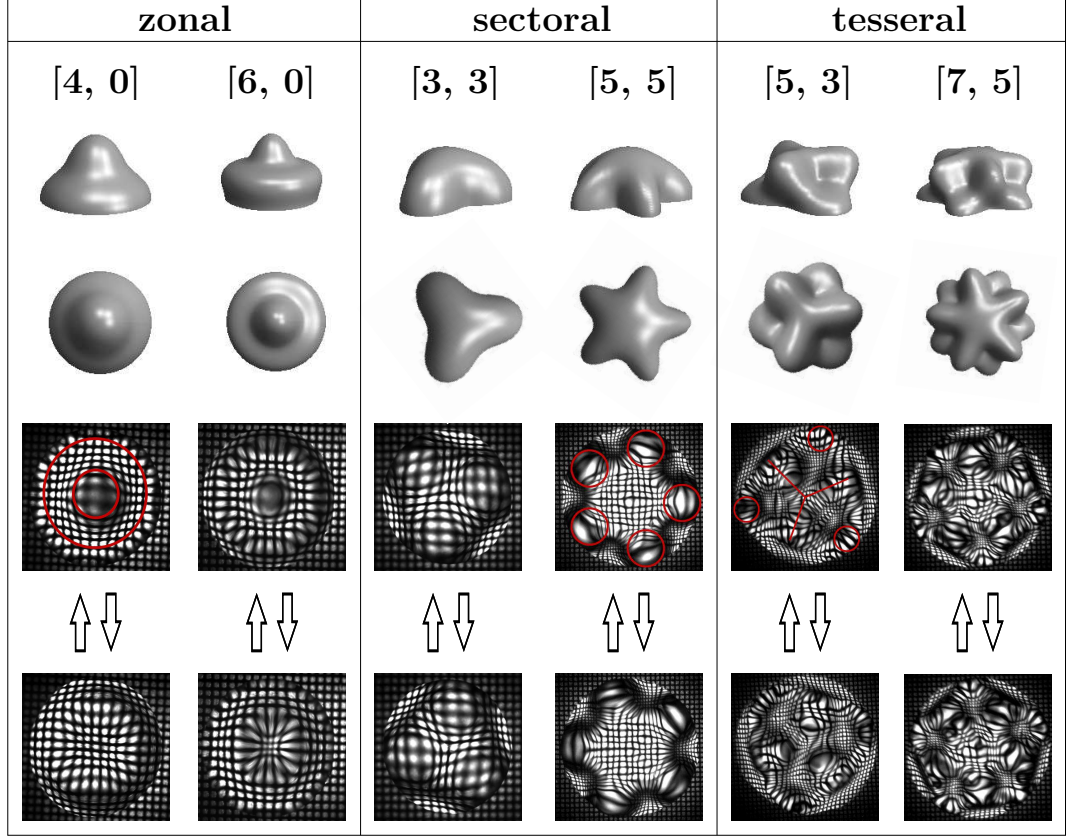 zonal sectoral tesseral
⌈4, 0⌉ ⌈6, 0⌉ ⌈3, 3⌉ ⌈5, 5⌉ ⌈5, 3⌉ ⌈7, 5⌉